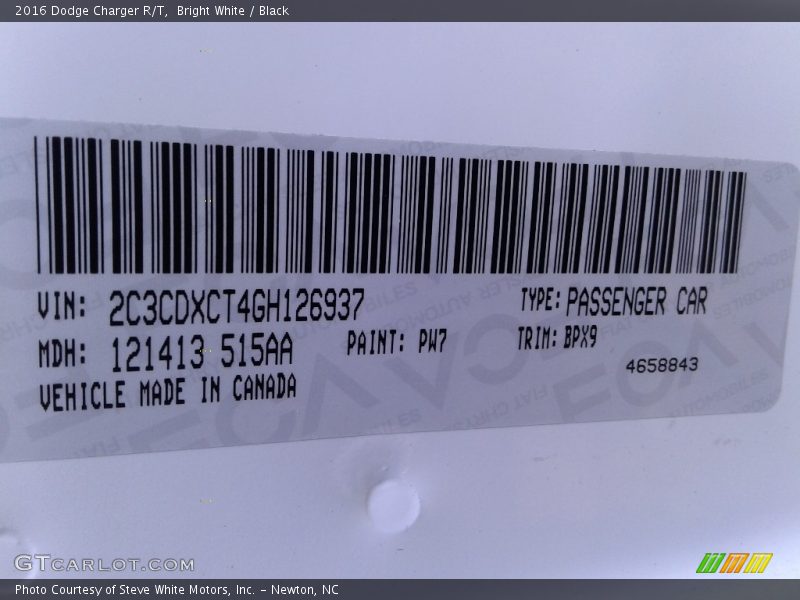 2016 Dodge Charger R/T,  Bright White / Black
VIN: 2C3CDXCT4GH126937 TYPE: PASSENGER CAR
MDH: 121413 515AA PAINT: PW7 TRIM: BPX9
4658843
VEHICLE MADE IN CANADA
GTCARLOT.COM
Photo Courtesy of Steve White Motors, Inc. – Newton, NC